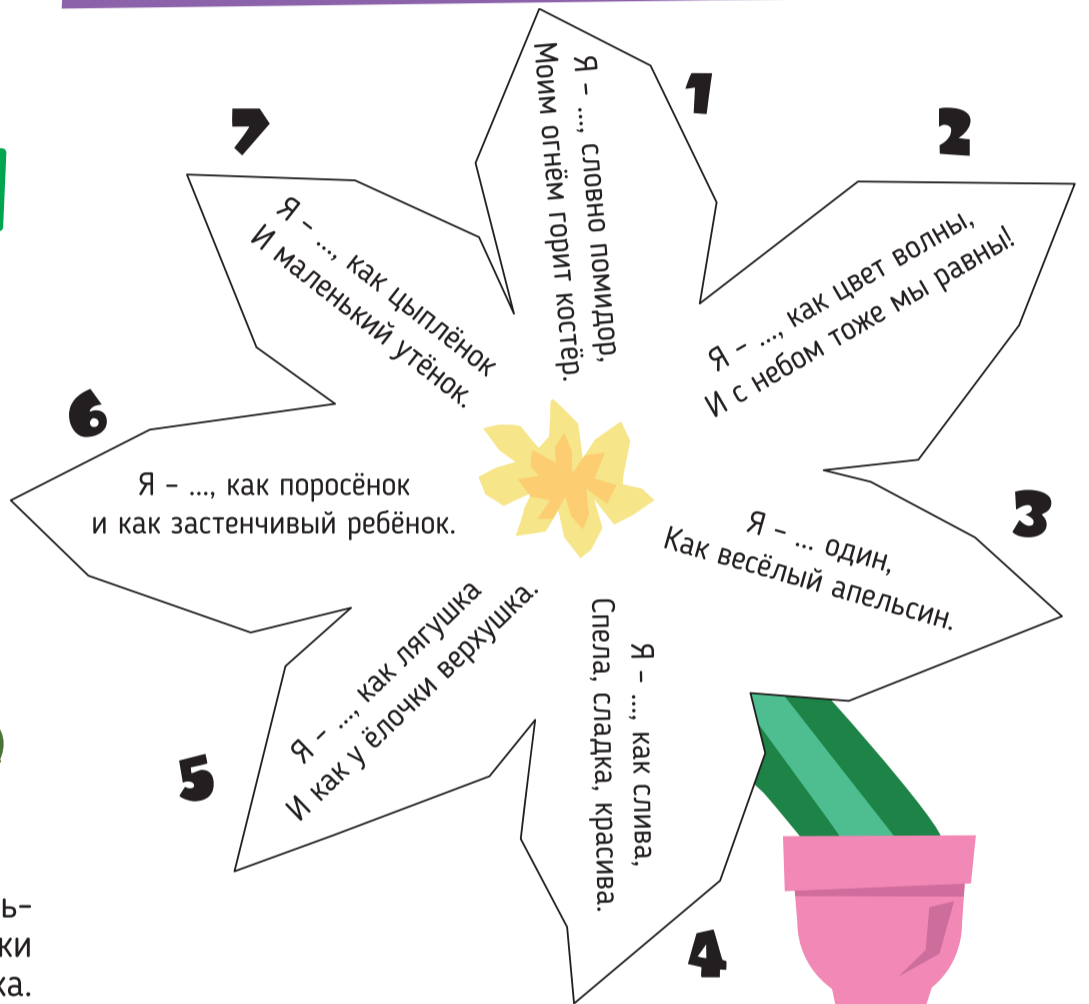 1
Я – ..., словно помидор,
Моим огнём горит костёр.
2
Я – ..., как цвет волны,
И с небом тоже мы равны!
3
Я – ... один,
Как весёлый апельсин.
4
Я – ..., как слива,
Спела, сладка, красива.
5
Я – ..., как лягушка
И как у ёлочки верхушка.
6
Я – ..., как поросёнок
и как застенчивый ребёнок.
7
Я – ..., как цыплёнок
И маленький утёнок.